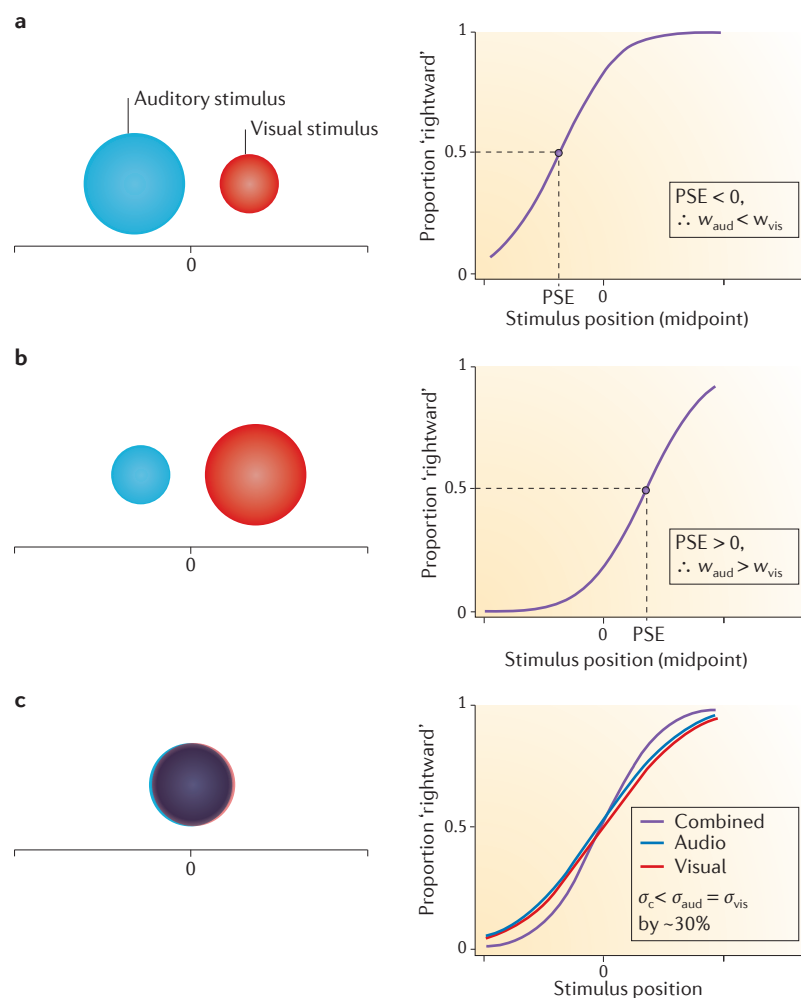 a
Auditory stimulus
Visual stimulus
0
1
0.5
0
Proportion ‘rightward’
PSE < 0,
∴ w_aud < w_vis
PSE
0
Stimulus position (midpoint)
b
0
1
0.5
0
Proportion ‘rightward’
PSE > 0,
∴ w_aud > w_vis
0
PSE
Stimulus position (midpoint)
c
0
1
0.5
0
Proportion ‘rightward’
Combined
Audio
Visual
σ_c < σ_aud = σ_vis
by ~30%
0
Stimulus position